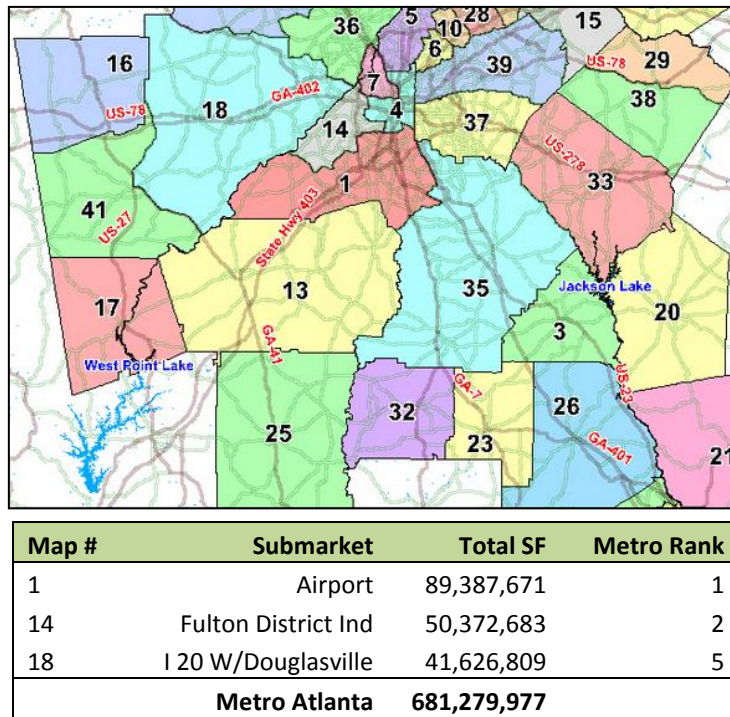 5
28
36
10
15
16
6
39
US-78
29
7
GA-402
38
18
4
US-78
37
14
US-278
33
1
State Hwy 403
41
US-27
13
35
Jackson Lake
17
20
3
West Point Lake
GA-41
US-23
GA-7
32
26
25
23
GA-401
21
Map # Submarket Total SF Metro Rank
1 Airport 89,387,671 1
14 Fulton District Ind 50,372,683 2
18 I 20 W/Douglasville 41,626,809 5
Metro Atlanta 681,279,977